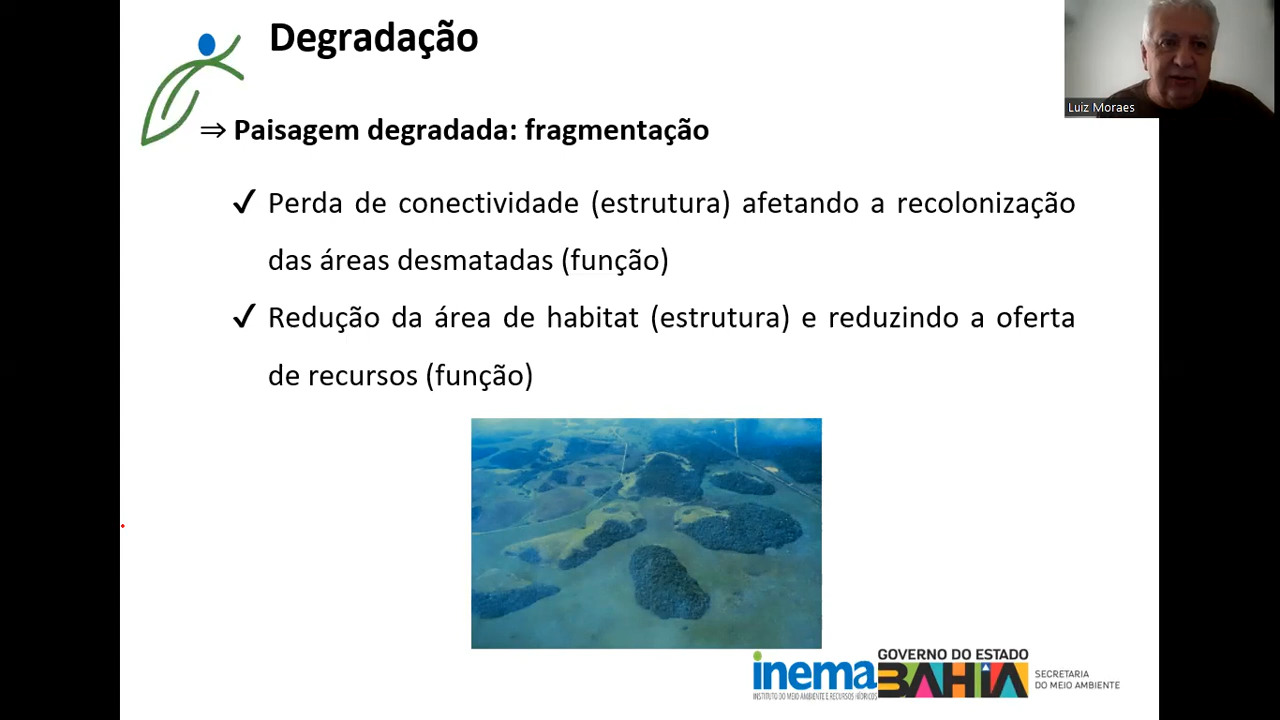 Degradação
Luiz Moraes
⇒ Paisagem degradada: fragmentação
✓ Perda de conectividade (estrutura) afetando a recolonização
das áreas desmatadas (função)
✓ Redução da área de habitat (estrutura) e reduzindo a oferta
de recursos (função)
inema
INSTITUTO DO MEIO AMBIENTE E RECURSOS HÍDRICOS
GOVERNO DO ESTADO
BAHIA
SECRETARIA
DO MEIO AMBIENTE